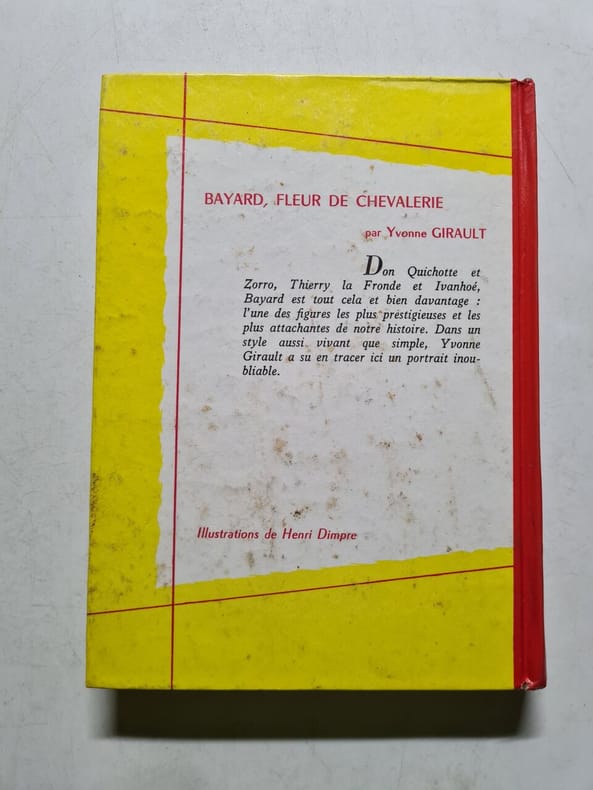 BAYARD, FLEUR DE CHEVALERIE
par Yvonne GIRAULT
Don Quichotte et
Zorro, Thierry la Fronde et Ivanhoé,
Bayard est tout cela et bien davantage :
l'une des figures les plus prestigieuses et les
plus attachantes de notre histoire. Dans un
style aussi vivant que simple, Yvonne
Girault a su en tracer ici un portrait inou-
bliable.
Illustrations de Henri Dimpre